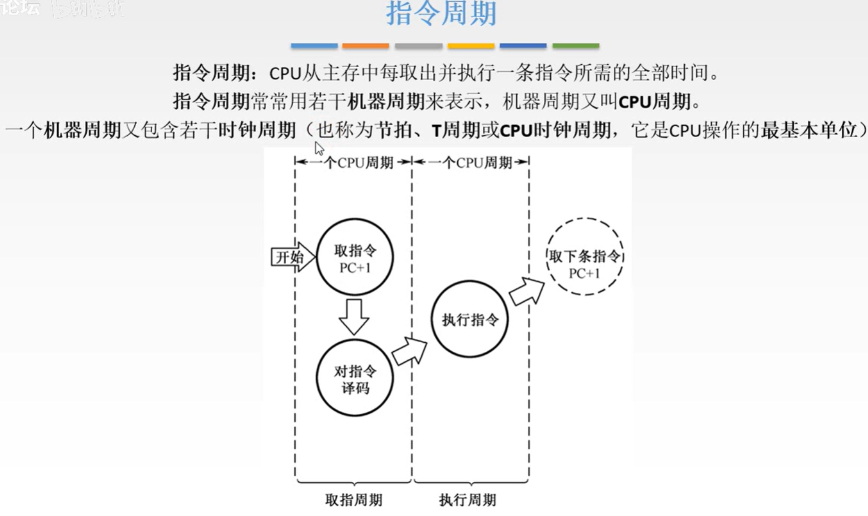 论坛
指令周期
指令周期：CPU从主存中每取出并执行一条指令所需的全部时间。
指令周期常常用若干机器周期来表示，机器周期又叫CPU周期。
一个机器周期又包含若干时钟周期（也称为节拍、T周期或CPU时钟周期，它是CPU操作的最基本单位）
一个CPU周期
一个CPU周期
开始
取指令
PC+1
取下条指令
PC+1
执行指令
对指令
译码
取指周期
执行周期